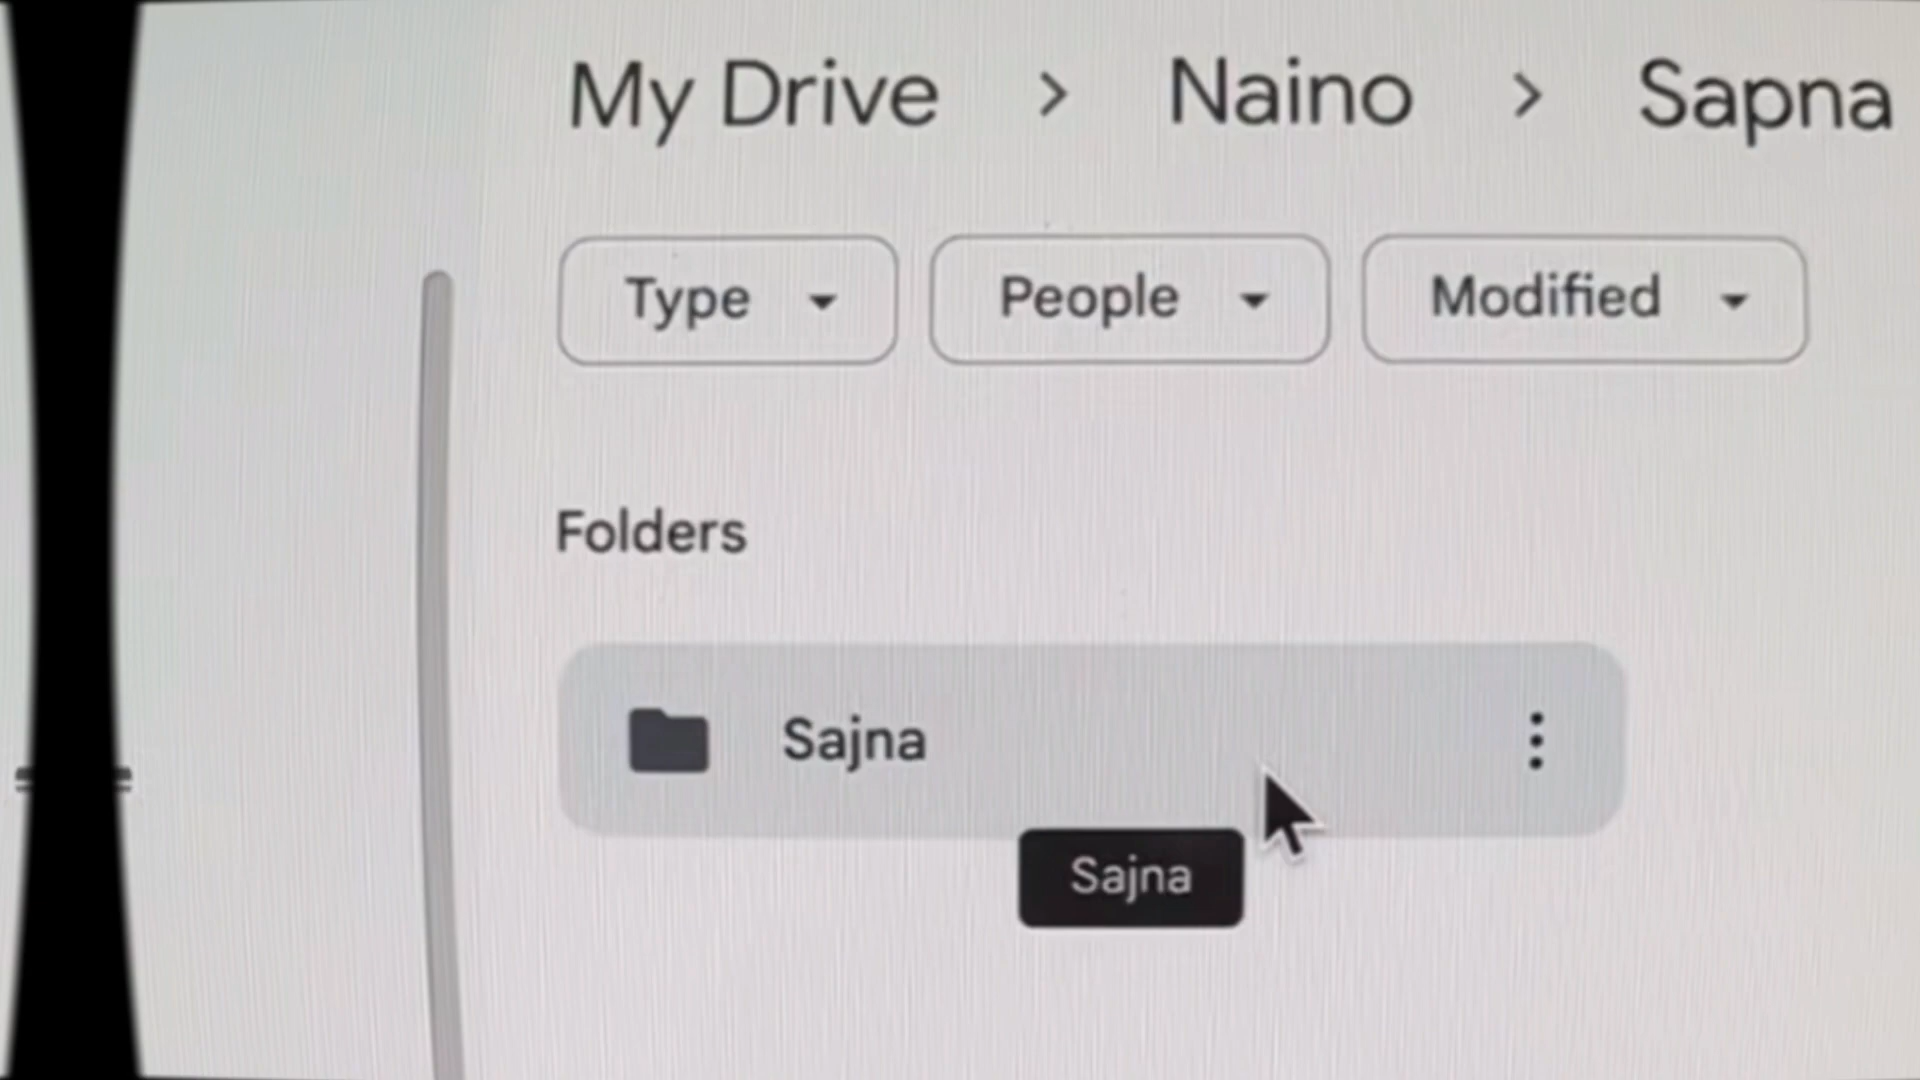 My Drive > Naino > Sapna
Type People Modified
Folders
Sajna
Sajna